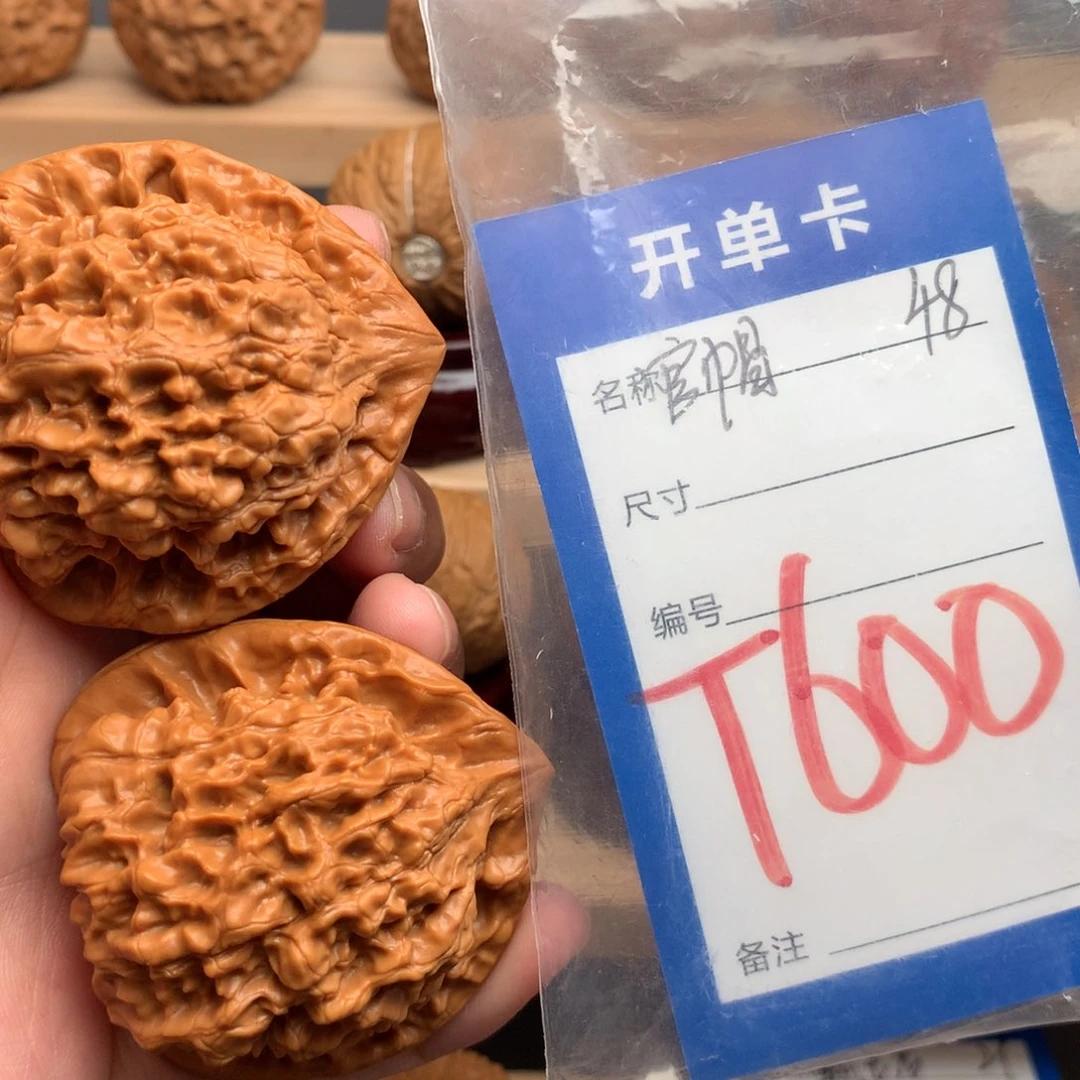 开单卡
名称 官帽 48
尺寸
编号
T600
备注